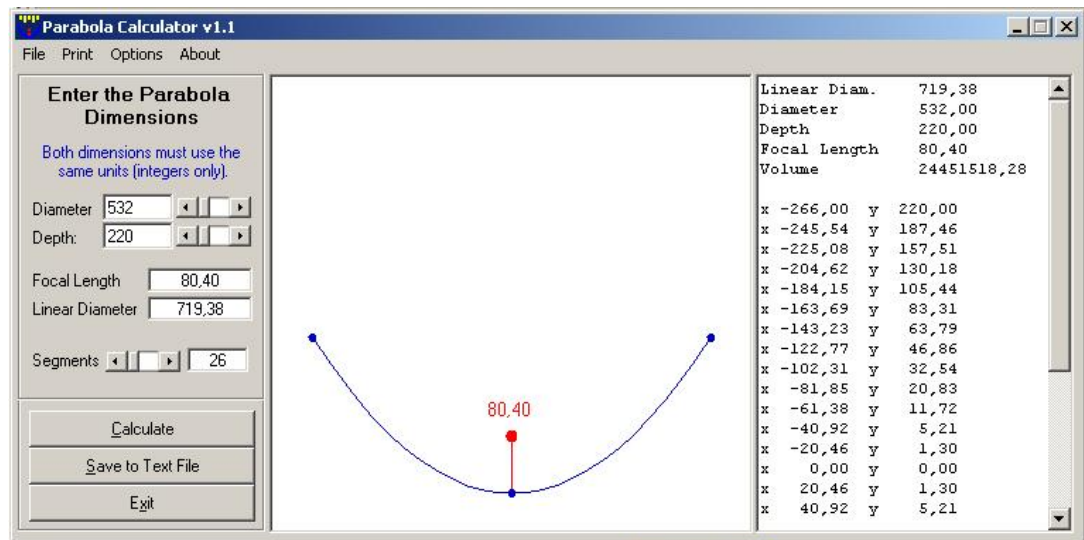 Parabola Calculator v1.1
File Print Options About
Enter the Parabola
Dimensions
Both dimensions must use the
same units (integers only).
Diameter 532
Depth: 220
Focal Length 80,40
Linear Diameter 719,38
Segments 26
Calculate
Save to Text File
Exit
80,40
Linear Diam. 719,38
Diameter 532,00
Depth 220,00
Focal Length 80,40
Volume 24451518,28
x -266,00 y 220,00
x -245,54 y 187,46
x -225,08 y 157,51
x -204,62 y 130,18
x -184,15 y 105,44
x -163,69 y 83,31
x -143,23 y 63,79
x -122,77 y 46,86
x -102,31 y 32,54
x -81,85 y 20,83
x -61,38 y 11,72
x -40,92 y 5,21
x -20,46 y 1,30
x 0,00 y 0,00
x 20,46 y 1,30
x 40,92 y 5,21